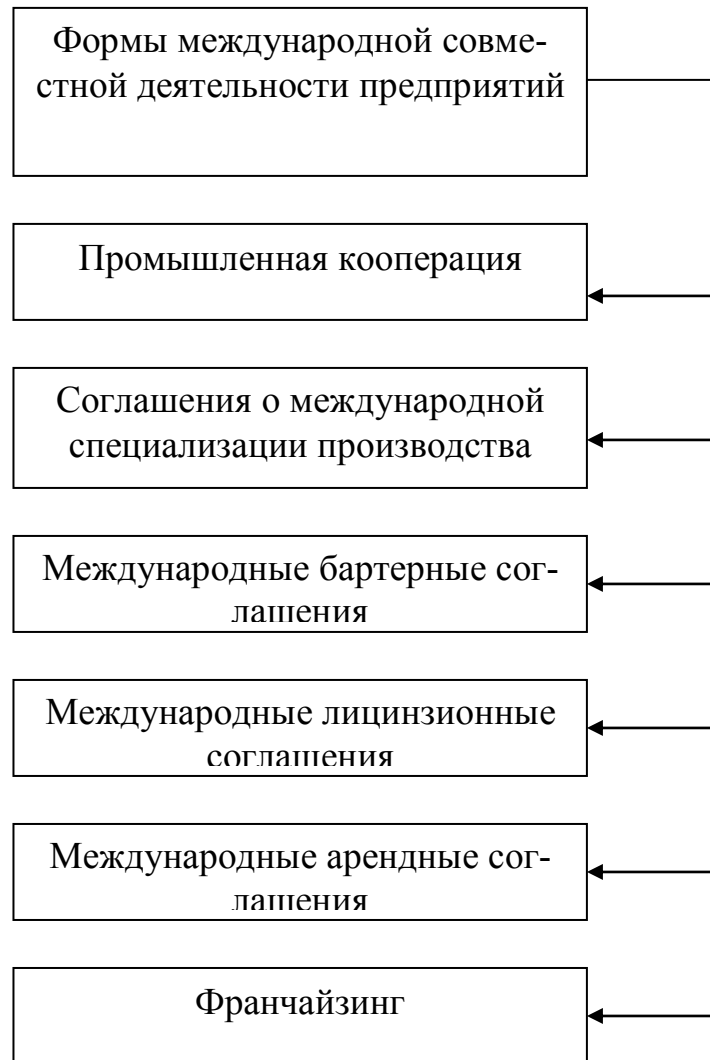 Формы международной совме-
стной деятельности предприятий
Промышленная кооперация
Соглашения о международной
специализации производства
Международные бартерные сог-
лашения
Международные лицинзионные
соглашения
Международные арендные сог-
лашения
Франчайзинг